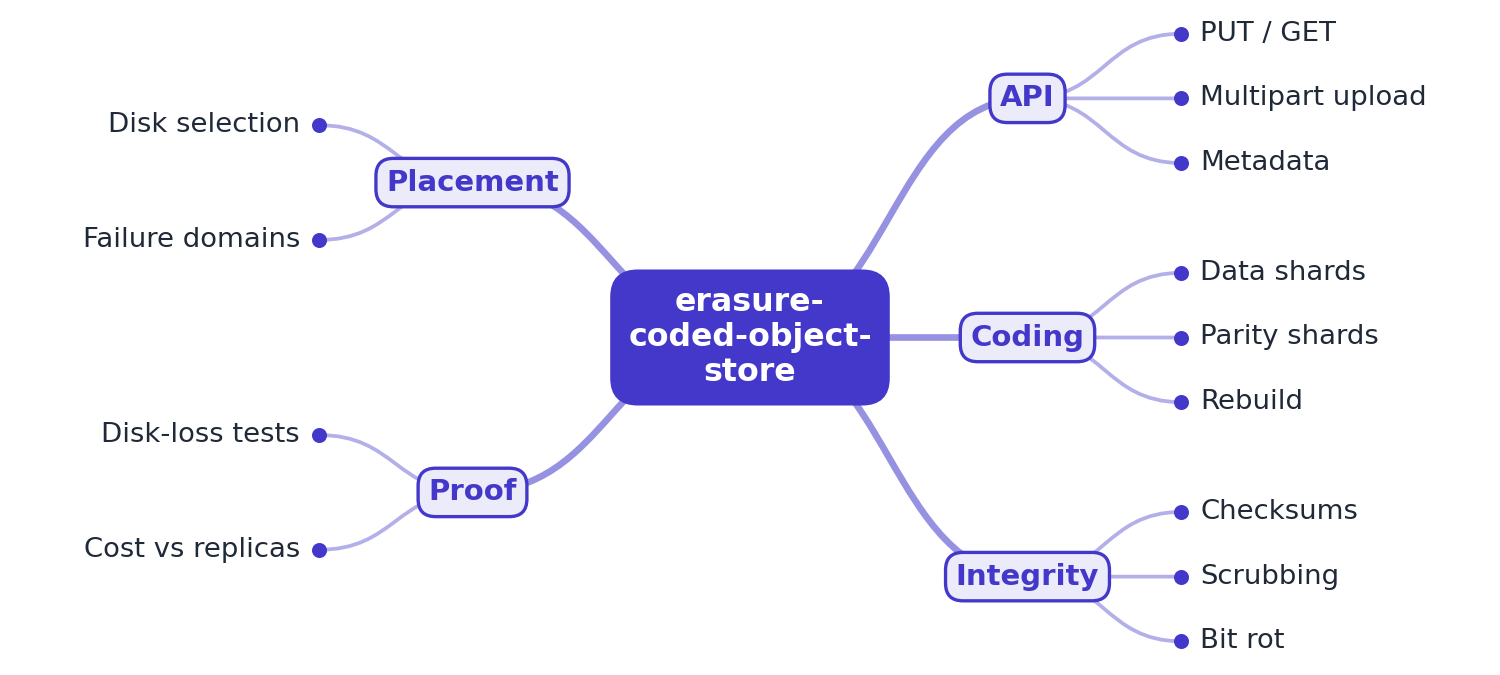 erasure-
coded-object-
store
API
PUT / GET
Multipart upload
Metadata
Coding
Data shards
Parity shards
Rebuild
Integrity
Checksums
Scrubbing
Bit rot
Placement
Disk selection
Failure domains
Proof
Disk-loss tests
Cost vs replicas